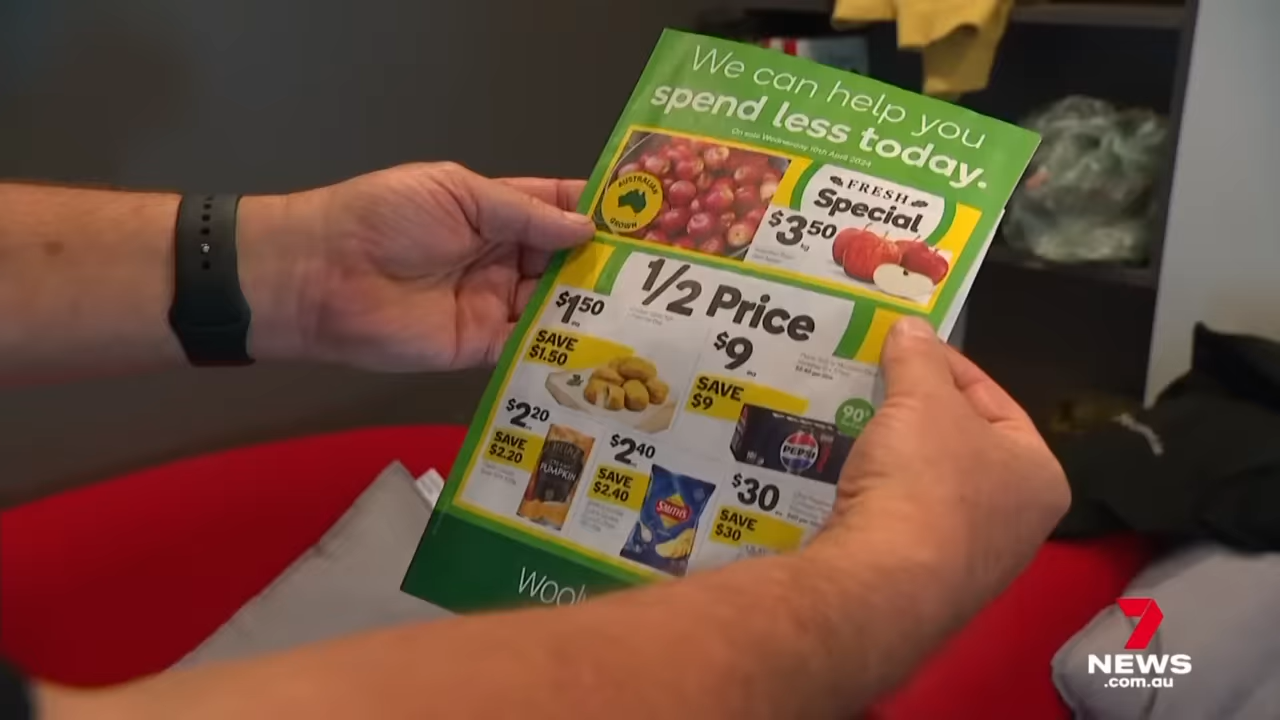 We can help you
spend less today.
On sale Wednesday 10th April 2024
AUSTRALIAN
GROWN
FRESH
Special
$3.50
kg
1/2 Price
$1.50
ea
SAVE
$1.50
$9
ea
SAVE
$9
PEPSI
$2.20
SAVE
$2.20
HEINZ
PUMPKIN
$2.40
SAVE
$2.40
Smith's
$30
SAVE
$30
Woolw
7
NEWS
.com.au